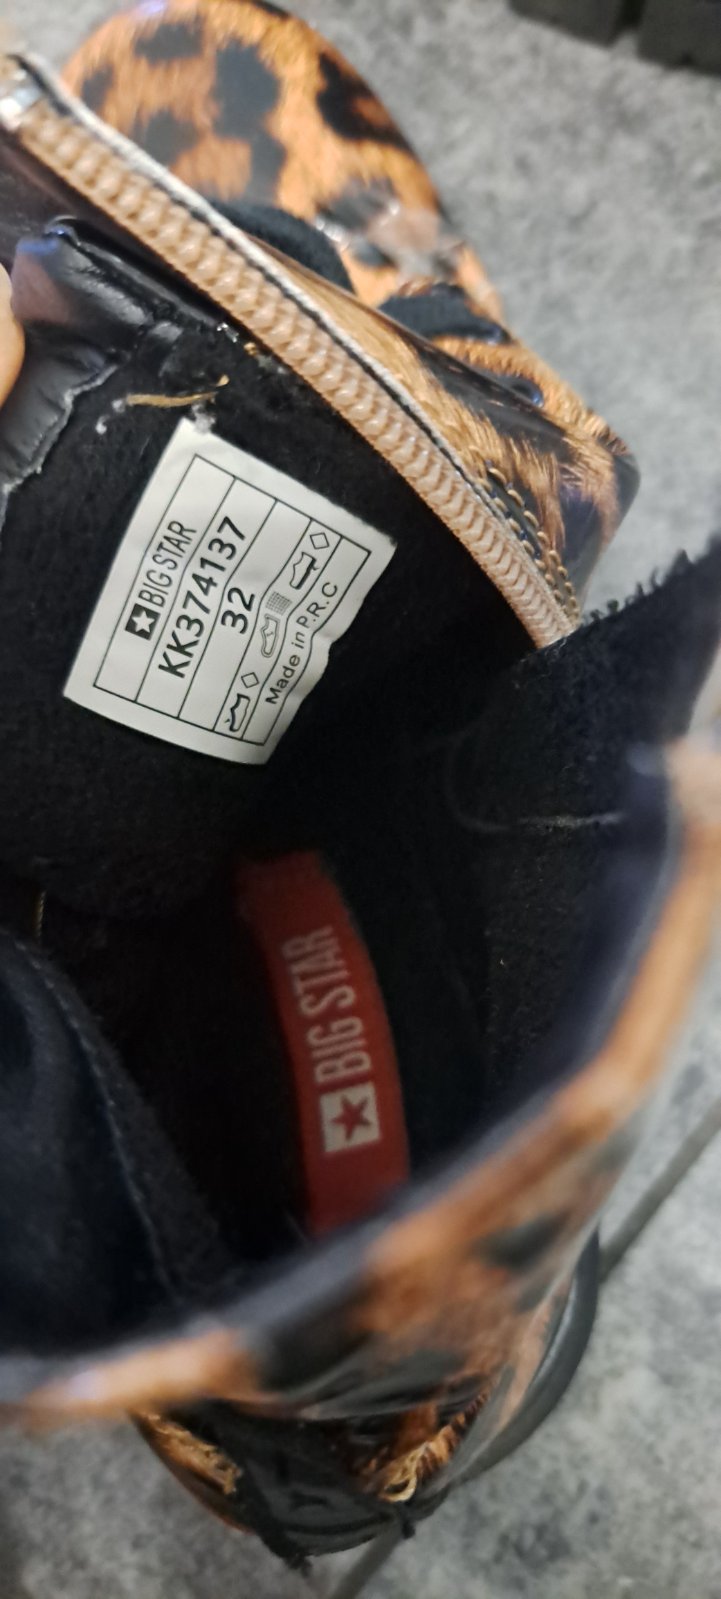 BIG STAR
KK374137
32
Made in P.R.C
BIG STAR